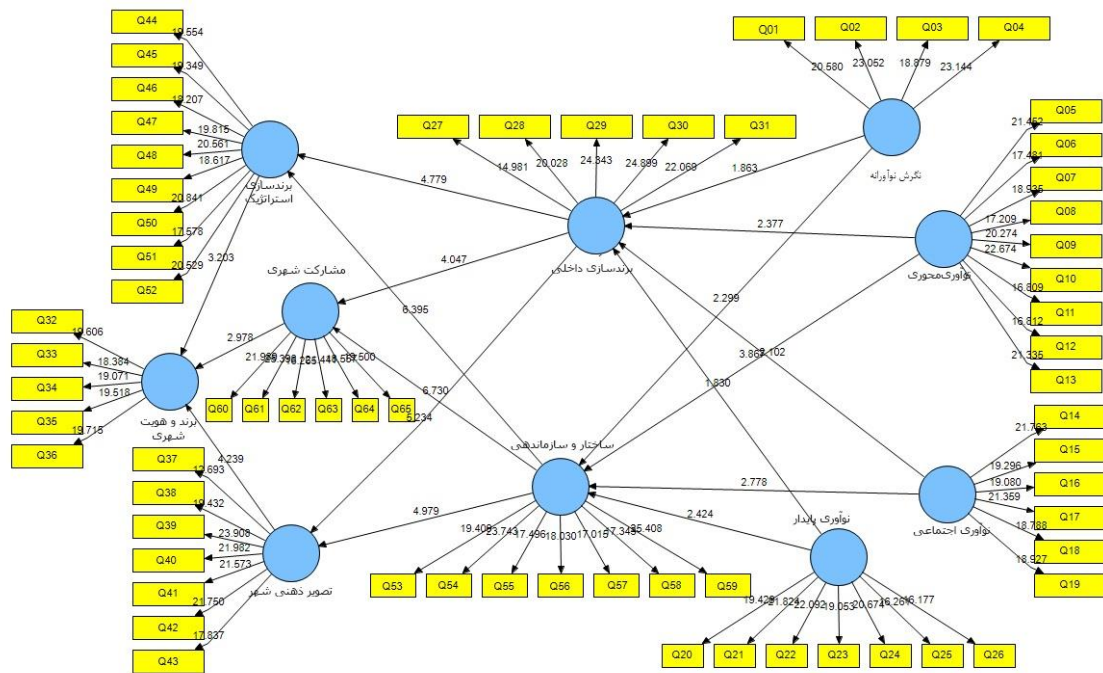 Q44
19.554
Q45
19.349
Q46
18.207
Q47
19.815
Q48
20.561
Q49
18.617
Q50
20.841
Q51
17.578
Q52
20.529
برندسازی
استراتژیک
Q01
Q02
Q03
Q04
20.580
23.052
18.879
23.144
نگرش نوآورانه
Q27
Q28
Q29
Q30
Q31
14.981
20.028
24.343
24.899
22.069
برندسازی داخلی
4.779
1.863
2.377
4.047
3.203
6.395
2.299
2.102
1.830
Q05
21.452
Q06
17.481
Q07
18.935
Q08
17.209
Q09
20.274
Q10
22.674
Q11
16.809
Q12
16.812
Q13
21.335
نوآوری‌محوری
مشارکت شهری
2.978
Q60
Q61
Q62
Q63
Q64
Q65
Q32
19.606
Q33
18.384
Q34
19.071
Q35
19.518
Q36
19.715
برند و هویت
شهری
4.239
6.730
5.234
ساختار و سازماندهی
4.979
2.778
2.424
Q14
21.763
Q15
19.296
Q16
19.080
Q17
21.359
Q18
18.788
Q19
18.927
نوآوری اجتماعی
Q37
12.693
Q38
19.432
Q39
23.908
Q40
21.982
Q41
21.573
Q42
21.750
Q43
17.837
تصویر ذهنی شهر
19.409
23.743
17.496
18.030
17.015
17.343
25.408
Q53
Q54
Q55
Q56
Q57
Q58
Q59
نوآوری پایدار
19.429
21.824
22.092
19.053
20.674
16.267
16.177
Q20
Q21
Q22
Q23
Q24
Q25
Q26